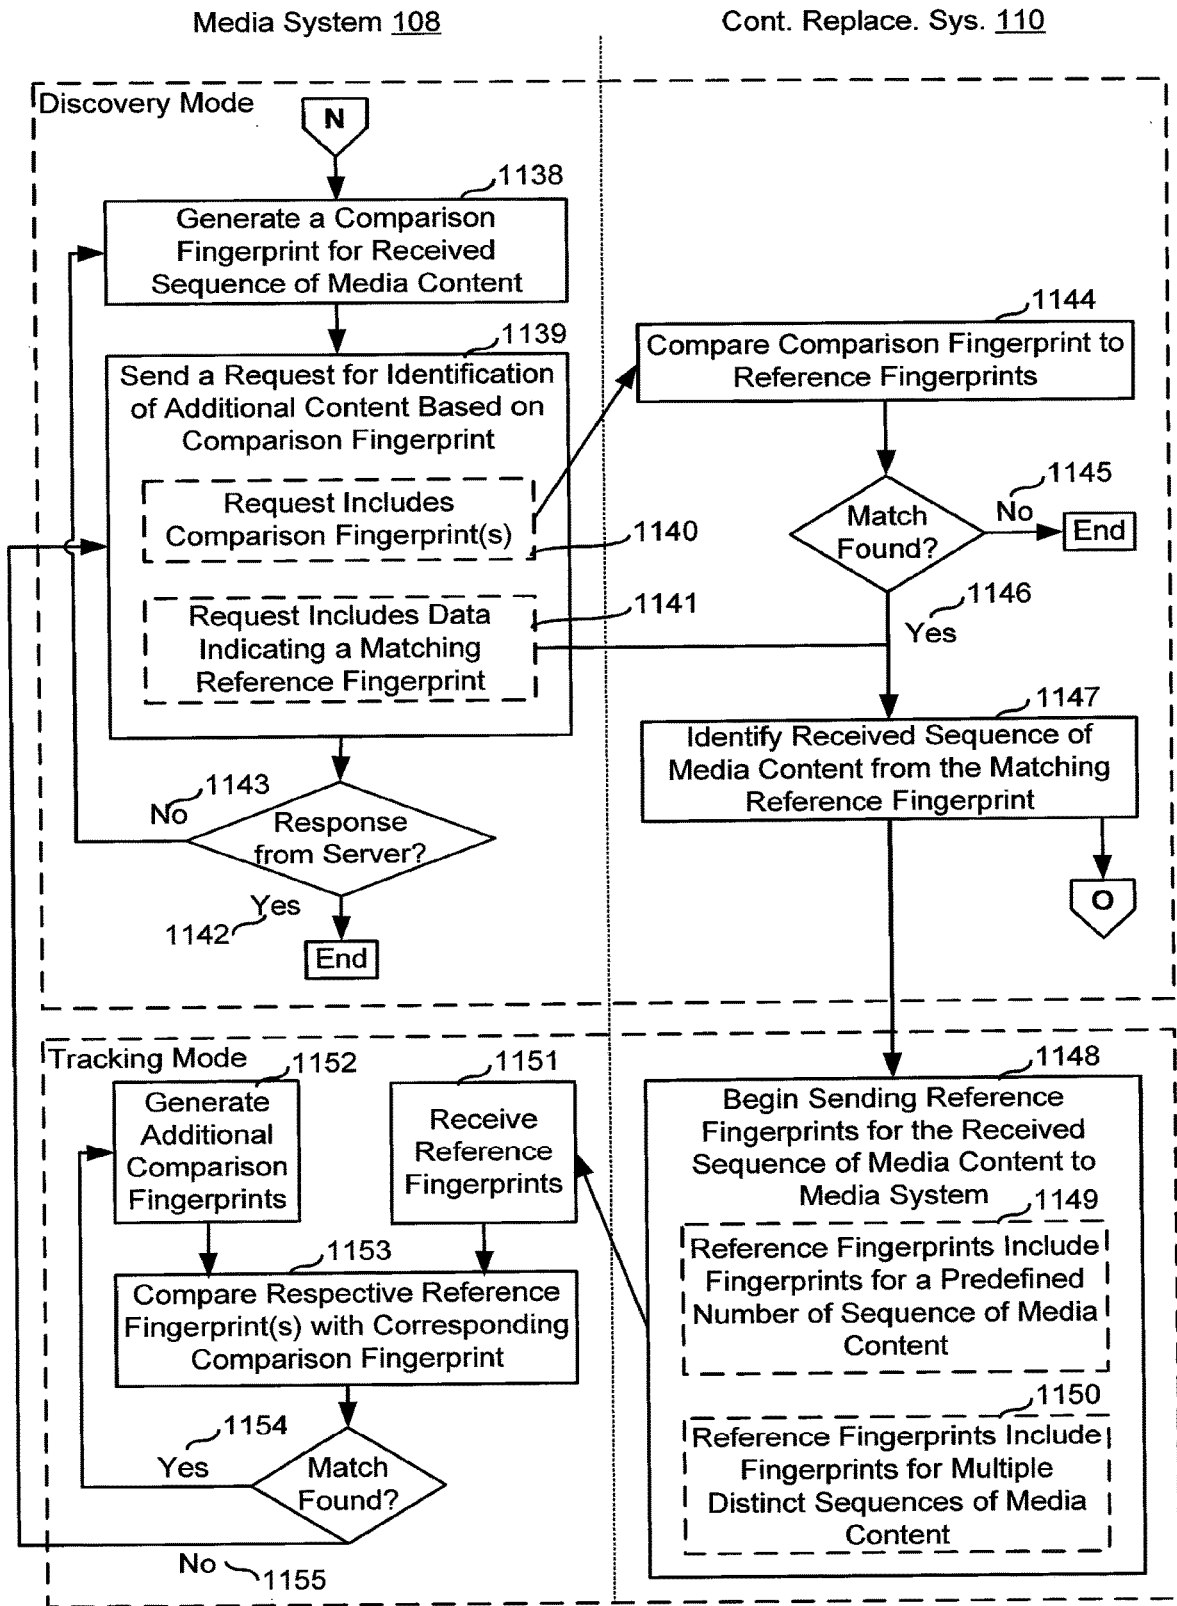 Media System 108
Cont. Replace. Sys. 110
Discovery Mode
N
1138
Generate a Comparison
Fingerprint for Received
Sequence of Media Content
1139
Send a Request for Identification
of Additional Content Based on
Comparison Fingerprint
Request Includes
Comparison Fingerprint(s)
1140
1141
Request Includes Data
Indicating a Matching
Reference Fingerprint
1143
No
Response
from Server?
Yes
1142
End
1144
Compare Comparison Fingerprint to
Reference Fingerprints
1145
No
Match
Found?
End
1146
Yes
1147
Identify Received Sequence of
Media Content from the Matching
Reference Fingerprint
O
Tracking Mode
1152
Generate
Additional
Comparison
Fingerprints
1151
Receive
Reference
Fingerprints
1153
Compare Respective Reference
Fingerprint(s) with Corresponding
Comparison Fingerprint
1154
Yes
Match
Found?
No
1155
1148
Begin Sending Reference
Fingerprints for the Received
Sequence of Media Content to
Media System
1149
Reference Fingerprints Include
Fingerprints for a Predefined
Number of Sequence of Media
Content
1150
Reference Fingerprints Include
Fingerprints for Multiple
Distinct Sequences of Media
Content